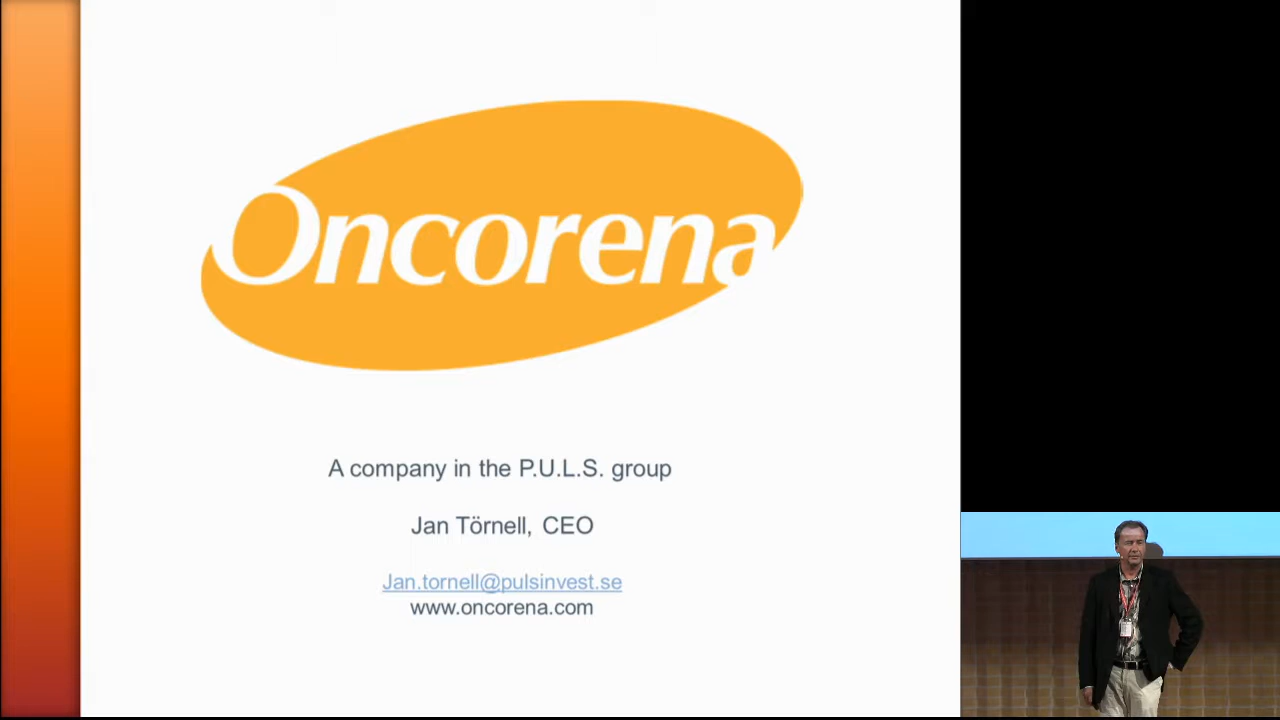 Oncorena
A company in the P.U.L.S. group
Jan Törnell, CEO
Jan.tornell@pulsinvest.se
www.oncorena.com